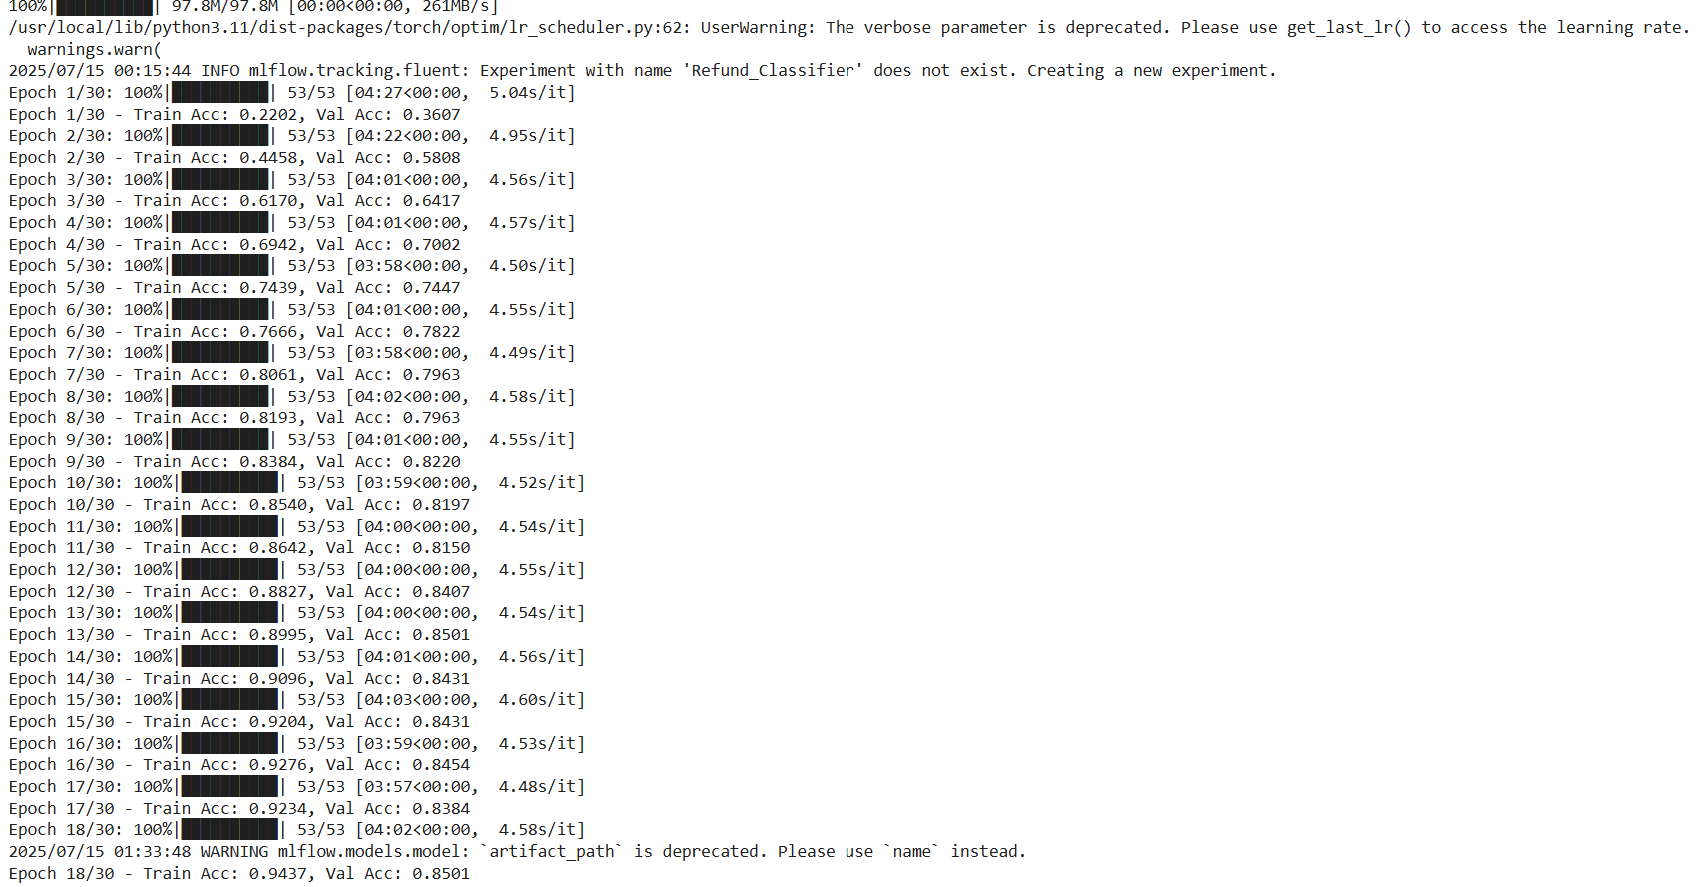 100%|██████████| 97.8M/97.8M [00:00<00:00, 261MB/s]
/usr/local/lib/python3.11/dist-packages/torch/optim/lr_scheduler.py:62: UserWarning: The verbose parameter is deprecated. Please use get_last_lr() to access the learning rate.
  warnings.warn(
2025/07/15 00:15:44 INFO mlflow.tracking.fluent: Experiment with name 'Refund_Classifier' does not exist. Creating a new experiment.
Epoch 1/30: 100%|██████████| 53/53 [04:27<00:00,  5.04s/it]
Epoch 1/30 - Train Acc: 0.2202, Val Acc: 0.3607
Epoch 2/30: 100%|██████████| 53/53 [04:22<00:00,  4.95s/it]
Epoch 2/30 - Train Acc: 0.4458, Val Acc: 0.5808
Epoch 3/30: 100%|██████████| 53/53 [04:01<00:00,  4.56s/it]
Epoch 3/30 - Train Acc: 0.6170, Val Acc: 0.6417
Epoch 4/30: 100%|██████████| 53/53 [04:01<00:00,  4.57s/it]
Epoch 4/30 - Train Acc: 0.6942, Val Acc: 0.7002
Epoch 5/30: 100%|██████████| 53/53 [03:58<00:00,  4.50s/it]
Epoch 5/30 - Train Acc: 0.7439, Val Acc: 0.7447
Epoch 6/30: 100%|██████████| 53/53 [04:01<00:00,  4.55s/it]
Epoch 6/30 - Train Acc: 0.7666, Val Acc: 0.7822
Epoch 7/30: 100%|██████████| 53/53 [03:58<00:00,  4.49s/it]
Epoch 7/30 - Train Acc: 0.8061, Val Acc: 0.7963
Epoch 8/30: 100%|██████████| 53/53 [04:02<00:00,  4.58s/it]
Epoch 8/30 - Train Acc: 0.8193, Val Acc: 0.7963
Epoch 9/30: 100%|██████████| 53/53 [04:01<00:00,  4.55s/it]
Epoch 9/30 - Train Acc: 0.8384, Val Acc: 0.8220
Epoch 10/30: 100%|██████████| 53/53 [03:59<00:00,  4.52s/it]
Epoch 10/30 - Train Acc: 0.8540, Val Acc: 0.8197
Epoch 11/30: 100%|██████████| 53/53 [04:00<00:00,  4.54s/it]
Epoch 11/30 - Train Acc: 0.8642, Val Acc: 0.8150
Epoch 12/30: 100%|██████████| 53/53 [04:00<00:00,  4.55s/it]
Epoch 12/30 - Train Acc: 0.8827, Val Acc: 0.8407
Epoch 13/30: 100%|██████████| 53/53 [04:00<00:00,  4.54s/it]
Epoch 13/30 - Train Acc: 0.8995, Val Acc: 0.8501
Epoch 14/30: 100%|██████████| 53/53 [04:01<00:00,  4.56s/it]
Epoch 14/30 - Train Acc: 0.9096, Val Acc: 0.8431
Epoch 15/30: 100%|██████████| 53/53 [04:03<00:00,  4.60s/it]
Epoch 15/30 - Train Acc: 0.9204, Val Acc: 0.8431
Epoch 16/30: 100%|██████████| 53/53 [03:59<00:00,  4.53s/it]
Epoch 16/30 - Train Acc: 0.9276, Val Acc: 0.8454
Epoch 17/30: 100%|██████████| 53/53 [03:57<00:00,  4.48s/it]
Epoch 17/30 - Train Acc: 0.9234, Val Acc: 0.8384
Epoch 18/30: 100%|██████████| 53/53 [04:02<00:00,  4.58s/it]
2025/07/15 01:33:48 WARNING mlflow.models.model: `artifact_path` is deprecated. Please use `name` instead.
Epoch 18/30 - Train Acc: 0.9437, Val Acc: 0.8501